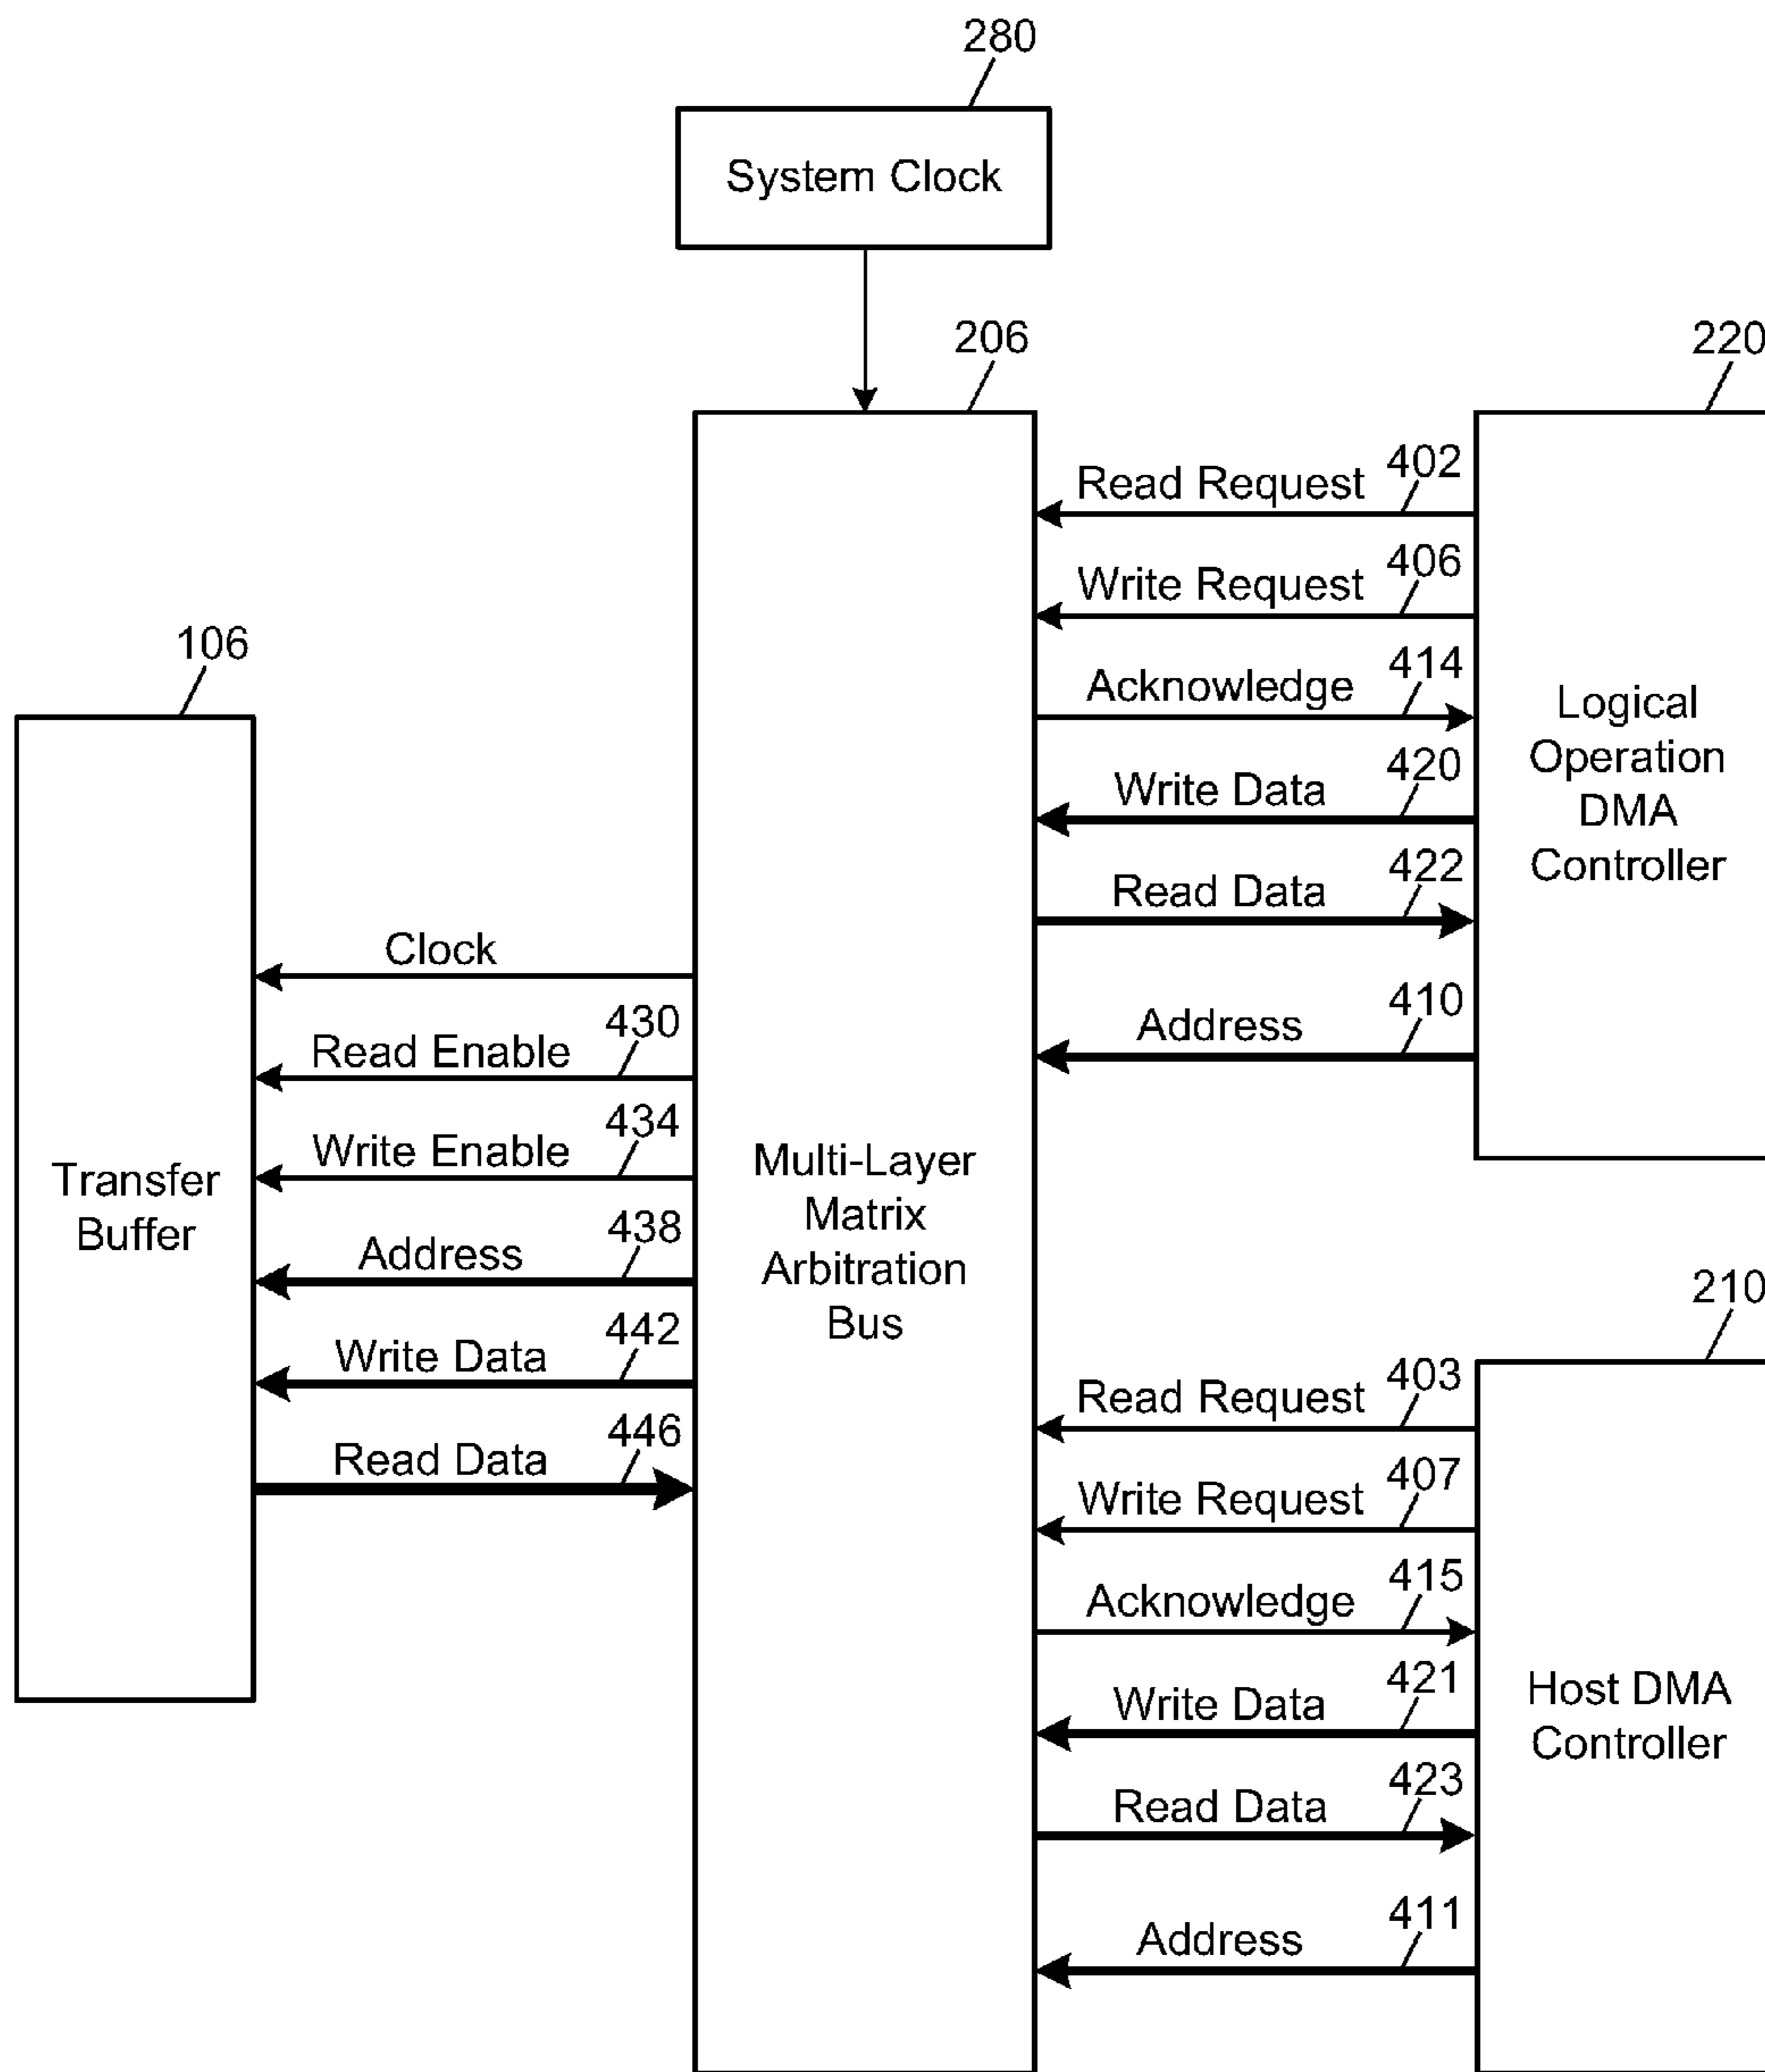 280
System Clock
206
220
Read Request
402
Write Request
406
Acknowledge
414
Write Data
420
Read Data
422
Address
410
Logical
Operation
DMA
Controller
106
Transfer
Buffer
Clock
Read Enable
430
Write Enable
434
Address
438
Write Data
442
Read Data
446
Multi-Layer
Matrix
Arbitration
Bus
210
Read Request
403
Write Request
407
Acknowledge
415
Write Data
421
Read Data
423
Address
411
Host DMA
Controller